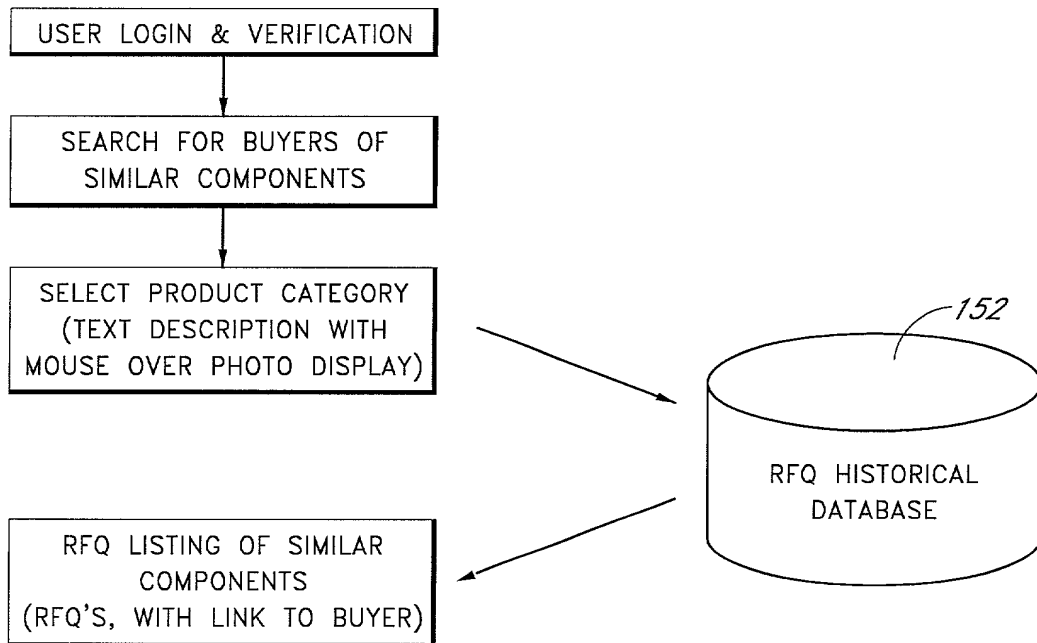 USER LOGIN & VERIFICATION
SEARCH FOR BUYERS OF
SIMILAR COMPONENTS
SELECT PRODUCT CATEGORY
(TEXT DESCRIPTION WITH
MOUSE OVER PHOTO DISPLAY)
152
RFQ HISTORICAL
DATABASE
RFQ LISTING OF SIMILAR
COMPONENTS
(RFQ'S, WITH LINK TO BUYER)